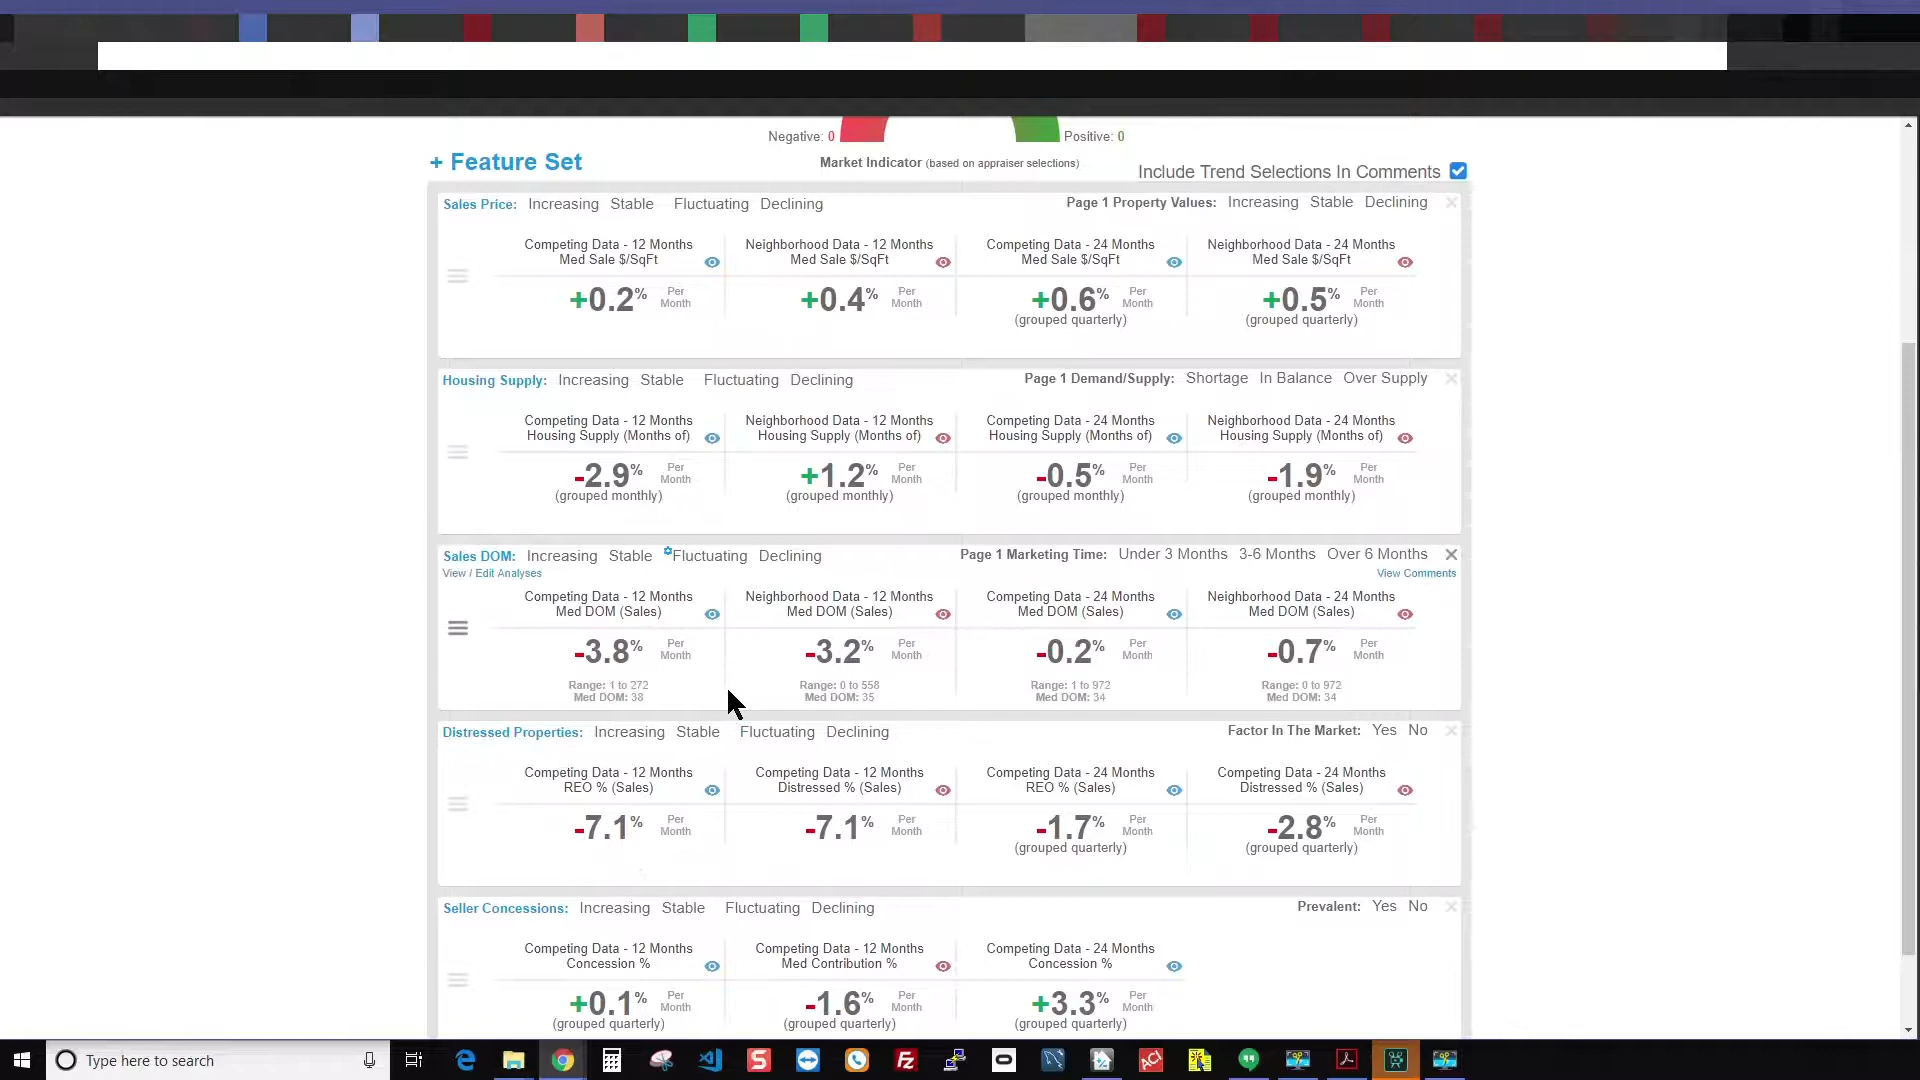 Negative: 0 Positive: 0
+ Feature Set
Market Indicator (based on appraiser selections)
Include Trend Selections In Comments
Sales Price: Increasing Stable Fluctuating Declining Page 1 Property Values: Increasing Stable Declining
Competing Data - 12 Months Neighborhood Data - 12 Months Competing Data - 24 Months Neighborhood Data - 24 Months
Med Sale $/SqFt Med Sale $/SqFt Med Sale $/SqFt Med Sale $/SqFt
+0.2% Per Month +0.4% Per Month +0.6% Per Month +0.5% Per Month
(grouped quarterly) (grouped quarterly)
Housing Supply: Increasing Stable Fluctuating Declining Page 1 Demand/Supply: Shortage In Balance Over Supply
Competing Data - 12 Months Neighborhood Data - 12 Months Competing Data - 24 Months Neighborhood Data - 24 Months
Housing Supply (Months of) Housing Supply (Months of) Housing Supply (Months of) Housing Supply (Months of)
-2.9% Per Month +1.2% Per Month -0.5% Per Month -1.9% Per Month
(grouped monthly) (grouped monthly) (grouped monthly) (grouped monthly)
Sales DOM: Increasing Stable Fluctuating Declining Page 1 Marketing Time: Under 3 Months 3-6 Months Over 6 Months
View / Edit Analyses View Comments
Competing Data - 12 Months Neighborhood Data - 12 Months Competing Data - 24 Months Neighborhood Data - 24 Months
Med DOM (Sales) Med DOM (Sales) Med DOM (Sales) Med DOM (Sales)
-3.8% Per Month -3.2% Per Month -0.2% Per Month -0.7% Per Month
Range: 1 to 272 Range: 0 to 558 Range: 1 to 972 Range: 0 to 972
Med DOM: 38 Med DOM: 35 Med DOM: 34 Med DOM: 34
Distressed Properties: Increasing Stable Fluctuating Declining Factor In The Market: Yes No
Competing Data - 12 Months Competing Data - 12 Months Competing Data - 24 Months Competing Data - 24 Months
REO % (Sales) Distressed % (Sales) REO % (Sales) Distressed % (Sales)
-7.1% Per Month -7.1% Per Month -1.7% Per Month -2.8% Per Month
(grouped quarterly) (grouped quarterly)
Seller Concessions: Increasing Stable Fluctuating Declining Prevalent: Yes No
Competing Data - 12 Months Competing Data - 12 Months Competing Data - 24 Months
Concession % Med Contribution % Concession %
+0.1% Per Month -1.6% Per Month +3.3% Per Month
(grouped quarterly) (grouped quarterly) (grouped quarterly)
Type here to search